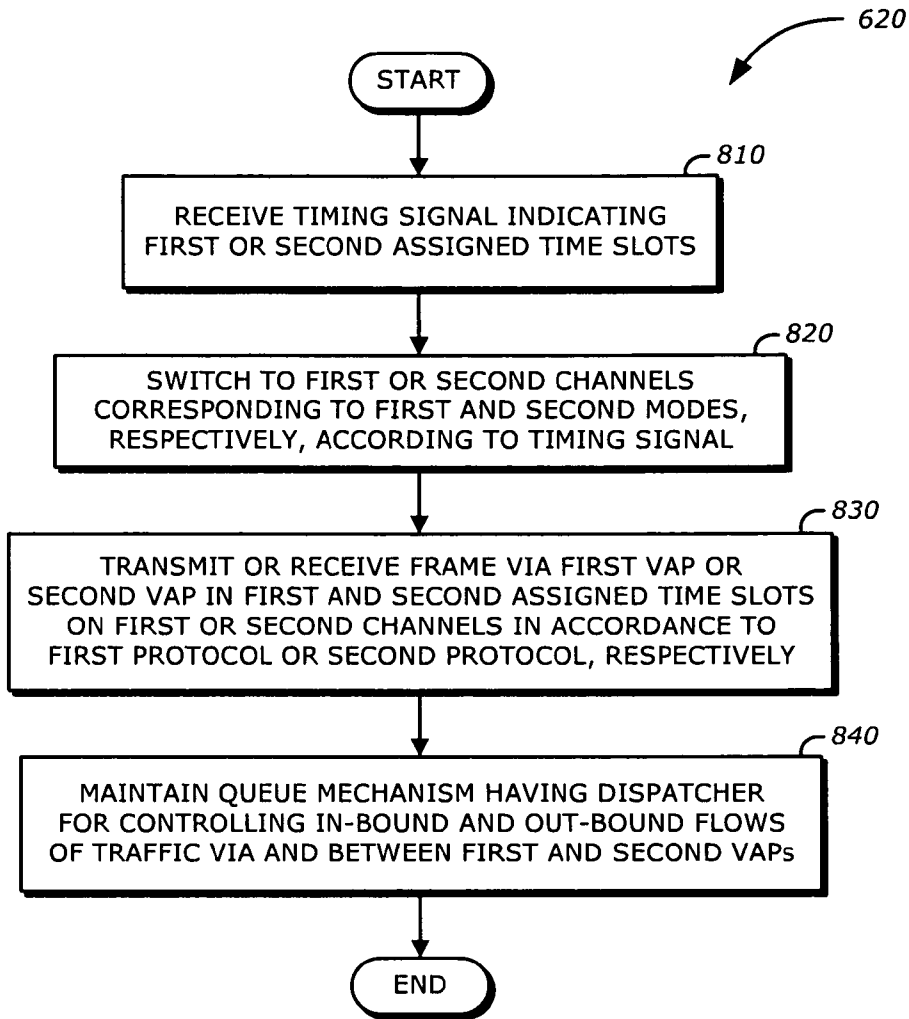 620
START
810
RECEIVE TIMING SIGNAL INDICATING
FIRST OR SECOND ASSIGNED TIME SLOTS
820
SWITCH TO FIRST OR SECOND CHANNELS
CORRESPONDING TO FIRST AND SECOND MODES,
RESPECTIVELY, ACCORDING TO TIMING SIGNAL
830
TRANSMIT OR RECEIVE FRAME VIA FIRST VAP OR
SECOND VAP IN FIRST AND SECOND ASSIGNED TIME SLOTS
ON FIRST OR SECOND CHANNELS IN ACCORDANCE TO
FIRST PROTOCOL OR SECOND PROTOCOL, RESPECTIVELY
840
MAINTAIN QUEUE MECHANISM HAVING DISPATCHER
FOR CONTROLLING IN-BOUND AND OUT-BOUND FLOWS
OF TRAFFIC VIA AND BETWEEN FIRST AND SECOND VAPs
END